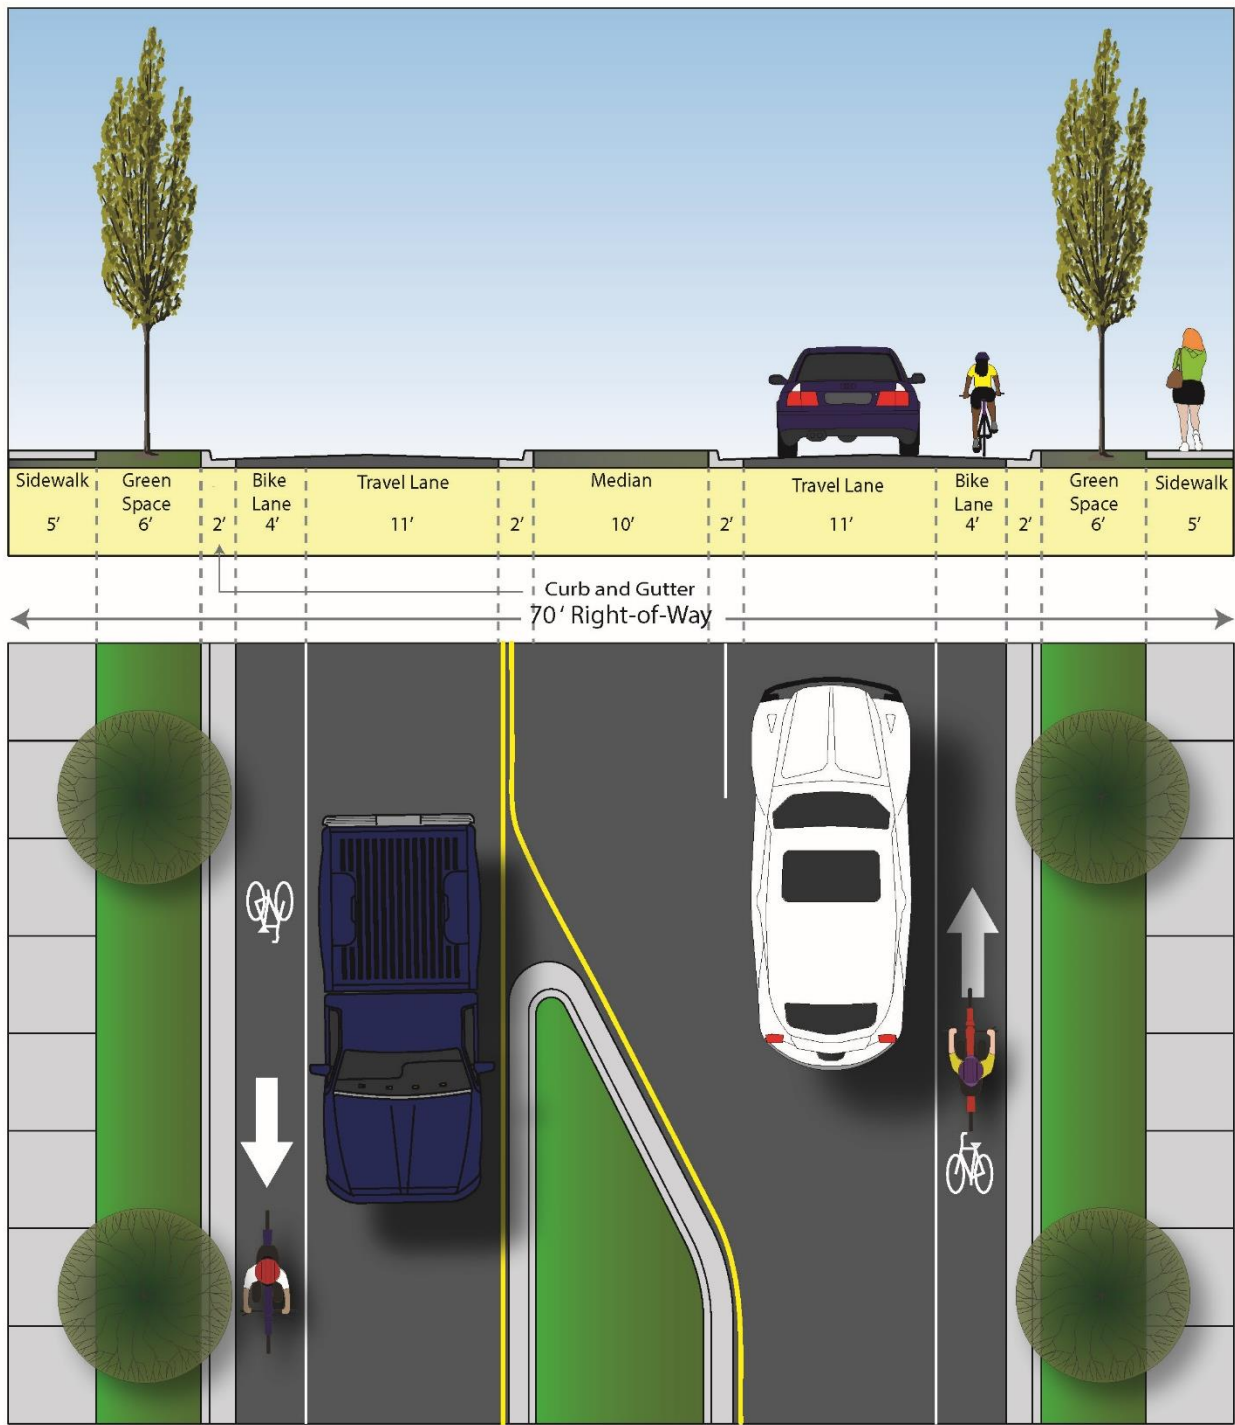 Sidewalk
5’
Green
Space
6’
2’
Bike
Lane
4’
Travel Lane
11’
2’
Median
10’
2’
Travel Lane
11’
Bike
Lane
4’
2’
Green
Space
6’
Sidewalk
5’
Curb and Gutter
70‘ Right-of-Way